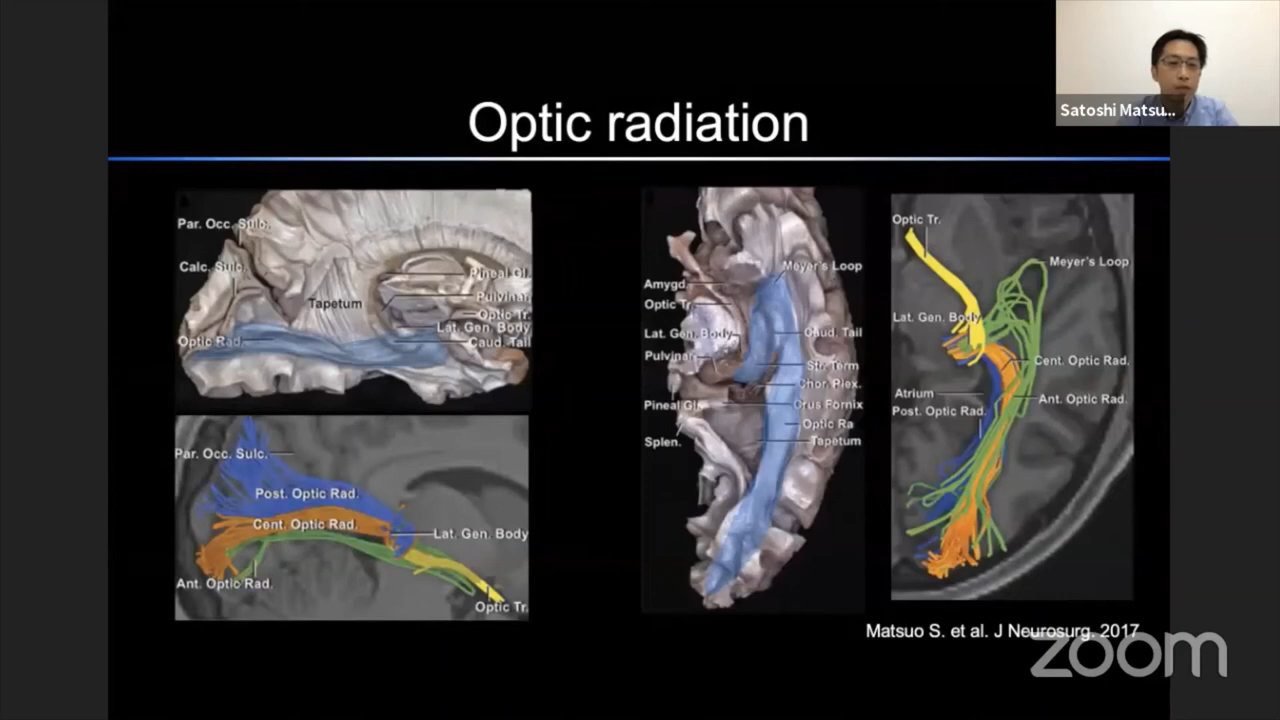 Satoshi Matsu...
Optic radiation
Par. Occ. Sulc.
Calc. Sulc.
Tapetum
Optic Rad.
Pineal Gl.
Pulvinar
Optic Tr.
Lat. Gen. Body
Caud. Tail
Par. Occ. Sulc.
Post. Optic Rad.
Cent. Optic Rad.
Lat. Gen. Body
Ant. Optic Rad.
Optic Tr.
Meyer's Loop
Amygd.
Optic Tr.
Lat. Gen. Body
Caud. Tail
Pulvinar
Str. Term
Chor. Plex.
Pineal Gl.
Crus Fornix
Optic Ra
Splen.
Tapetum
Optic Tr.
Meyer's Loop
Lat. Gen. Body
Cent. Optic Rad.
Atrium
Ant. Optic Rad.
Post. Optic Rad.
Matsuo S. et al. J Neurosurg. 2017
zoom